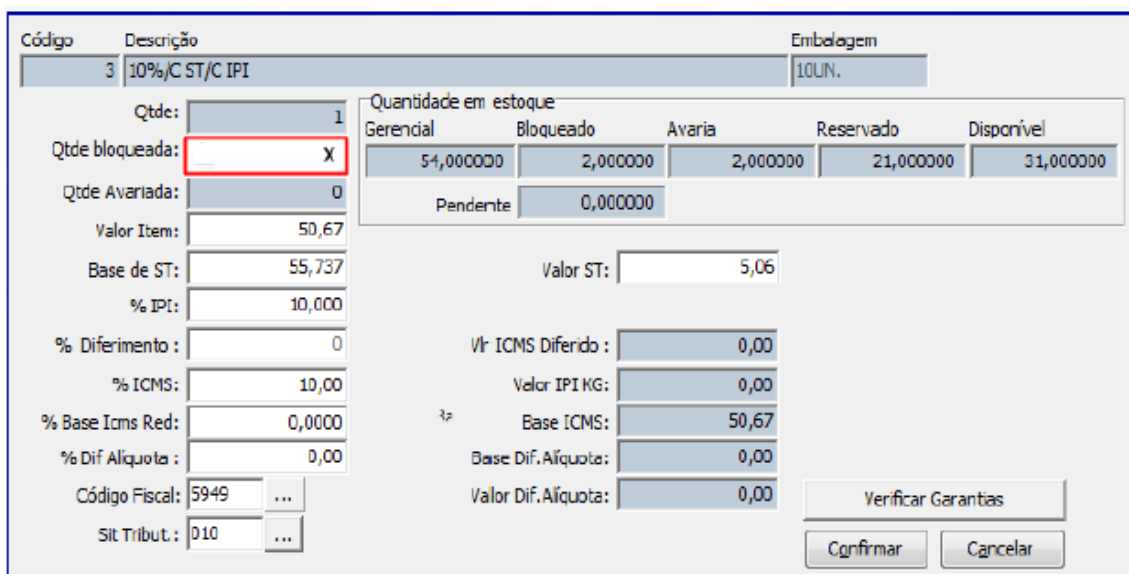 Código Descrição Embalagem
3 10%/C ST/C IPI 10UN.
Qtde: 1
Quantidade em estoque
Gerencial Bloqueado Avaria Reservado Disponível
Qtde bloqueada: X
54,000000 2,000000 2,000000 21,000000 31,000000
Qtde Avariada: 0
Pendente 0,000000
Valor Item: 50,67
Base de ST: 55,737 Valor ST: 5,06
% IPI: 10,000
% Diferimento : 0 Vlr ICMS Diferido : 0,00
% ICMS: 10,00 Valor IPI KG: 0,00
% Base Icms Red: 0,0000 Base ICMS: 50,67
% Dif Alíquota : 0,00 Base Dif.Alíquota: 0,00
Código Fiscal: 5949 ... Valor Dif.Alíquota: 0,00 Verificar Garantias
Sit Tribut.: 010 ... Confirmar Cancelar